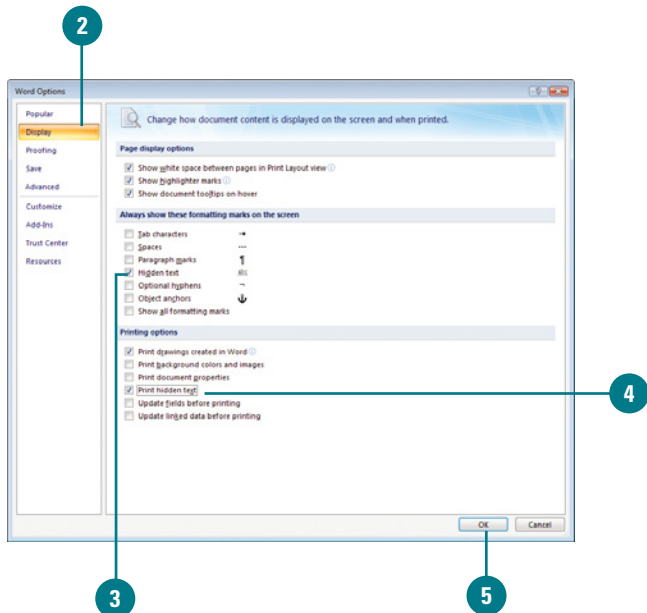 2
Word Options
Popular
Display
Proofing
Save
Advanced
Customize
Add-Ins
Trust Center
Resources
Change how document content is displayed on the screen and when printed.
Page display options
Show white space between pages in Print Layout view
Show highlighter marks
Show document tooltips on hover
Always show these formatting marks on the screen
Tab characters
Spaces
Paragraph marks ¶
Hidden text abc
Optional hyphens ¬
Object anchors
Show all formatting marks
Printing options
Print drawings created in Word
Print background colors and images
Print document properties
Print hidden text
Update fields before printing
Update linked data before printing
4
OK Cancel
3
5